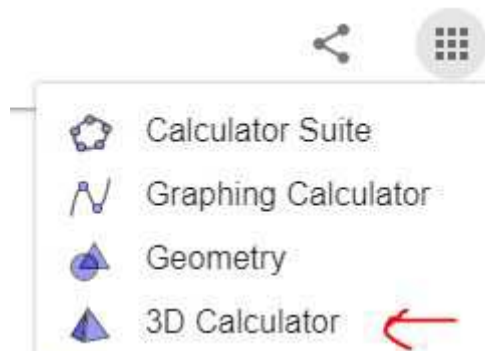 Calculator Suite
Graphing Calculator
Geometry
3D Calculator